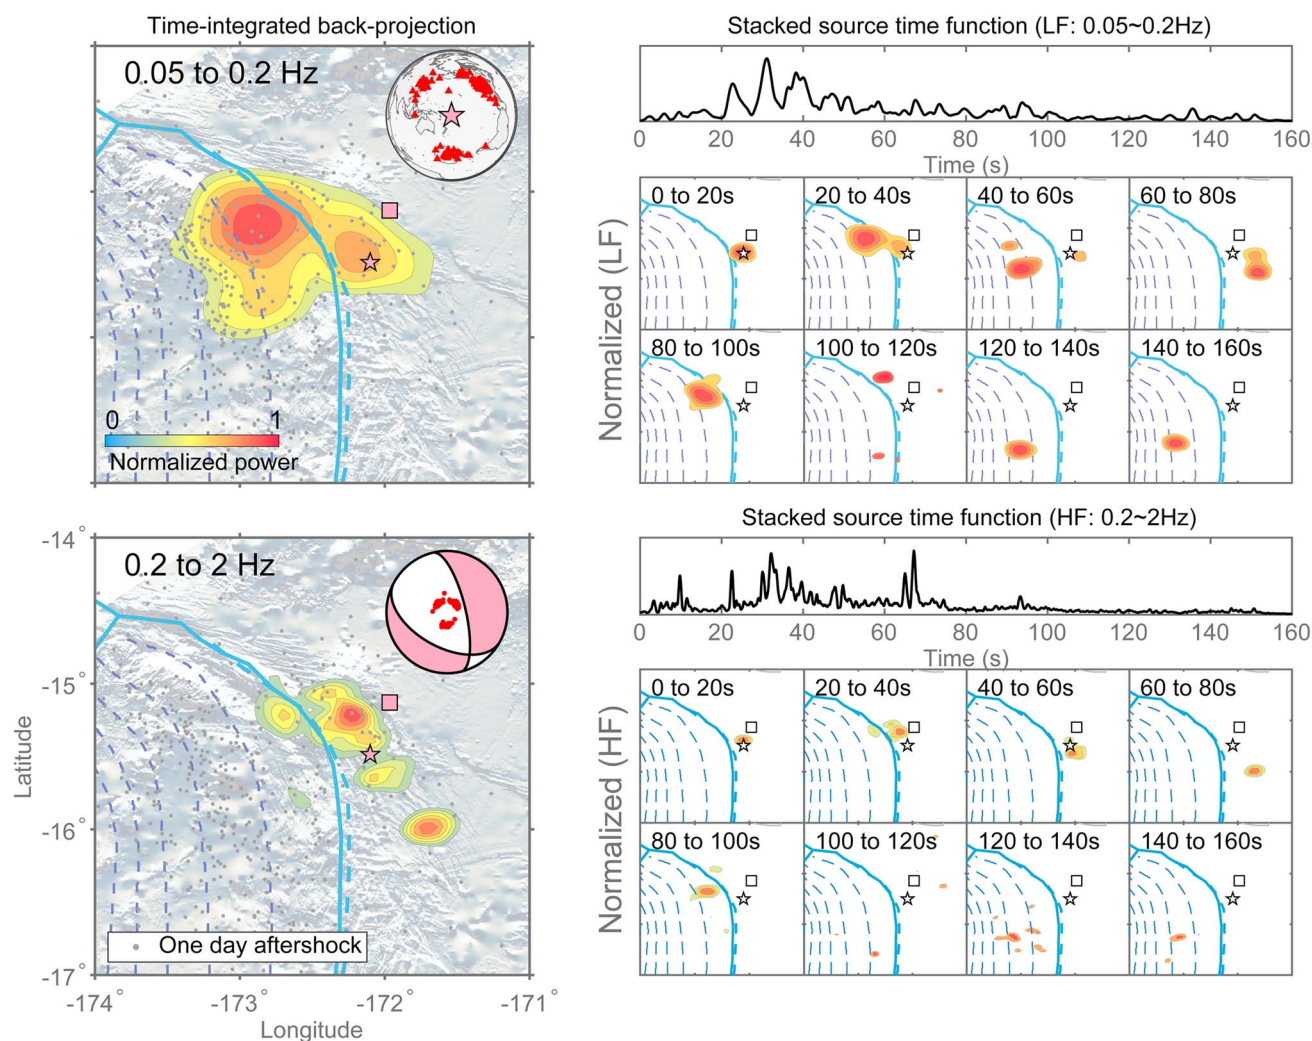 Time-integrated back-projection
0.05 to 0.2 Hz
0 1
Normalized power
Stacked source time function (LF: 0.05~0.2Hz)
0 20 40 60 80 100 120 140 160
Time (s)
Normalized (LF)
0 to 20s 20 to 40s 40 to 60s 60 to 80s
80 to 100s 100 to 120s 120 to 140s 140 to 160s
0.2 to 2 Hz
-14°
-15°
-16°
-17°
Latitude
One day aftershock
-174° -173° -172° -171°
Longitude
Stacked source time function (HF: 0.2~2Hz)
0 20 40 60 80 100 120 140 160
Time (s)
Normalized (HF)
0 to 20s 20 to 40s 40 to 60s 60 to 80s
80 to 100s 100 to 120s 120 to 140s 140 to 160s